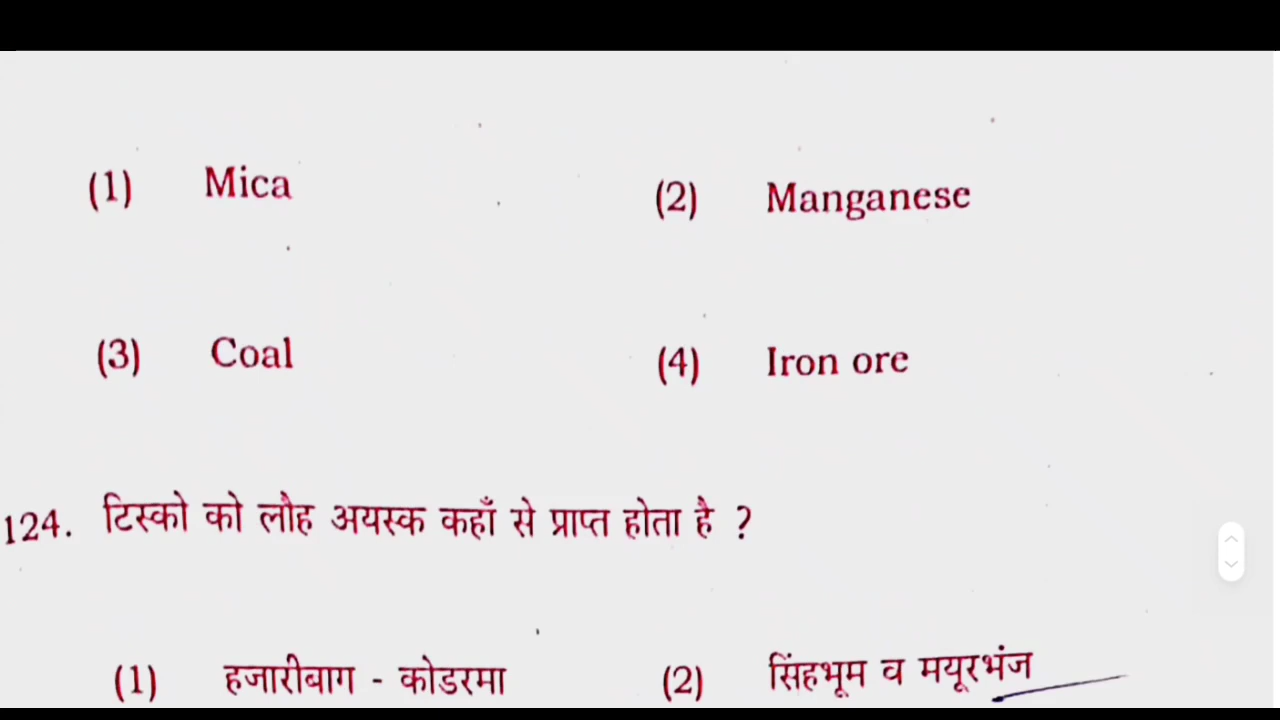 (1) Mica (2) Manganese
(3) Coal (4) Iron ore
124. टिस्को को लौह अयस्क कहाँ से प्राप्त होता है ?
(1) हजारीबाग - कोडरमा (2) सिंहभूम व मयूरभंज